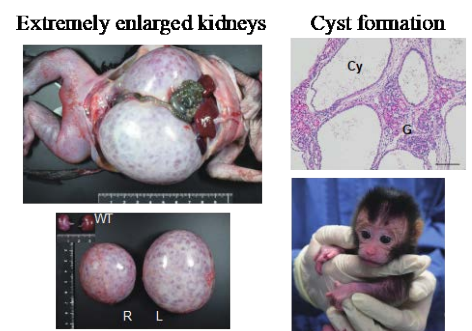 Extremely enlarged kidneys
Cyst formation
Cy
G
WT
R L